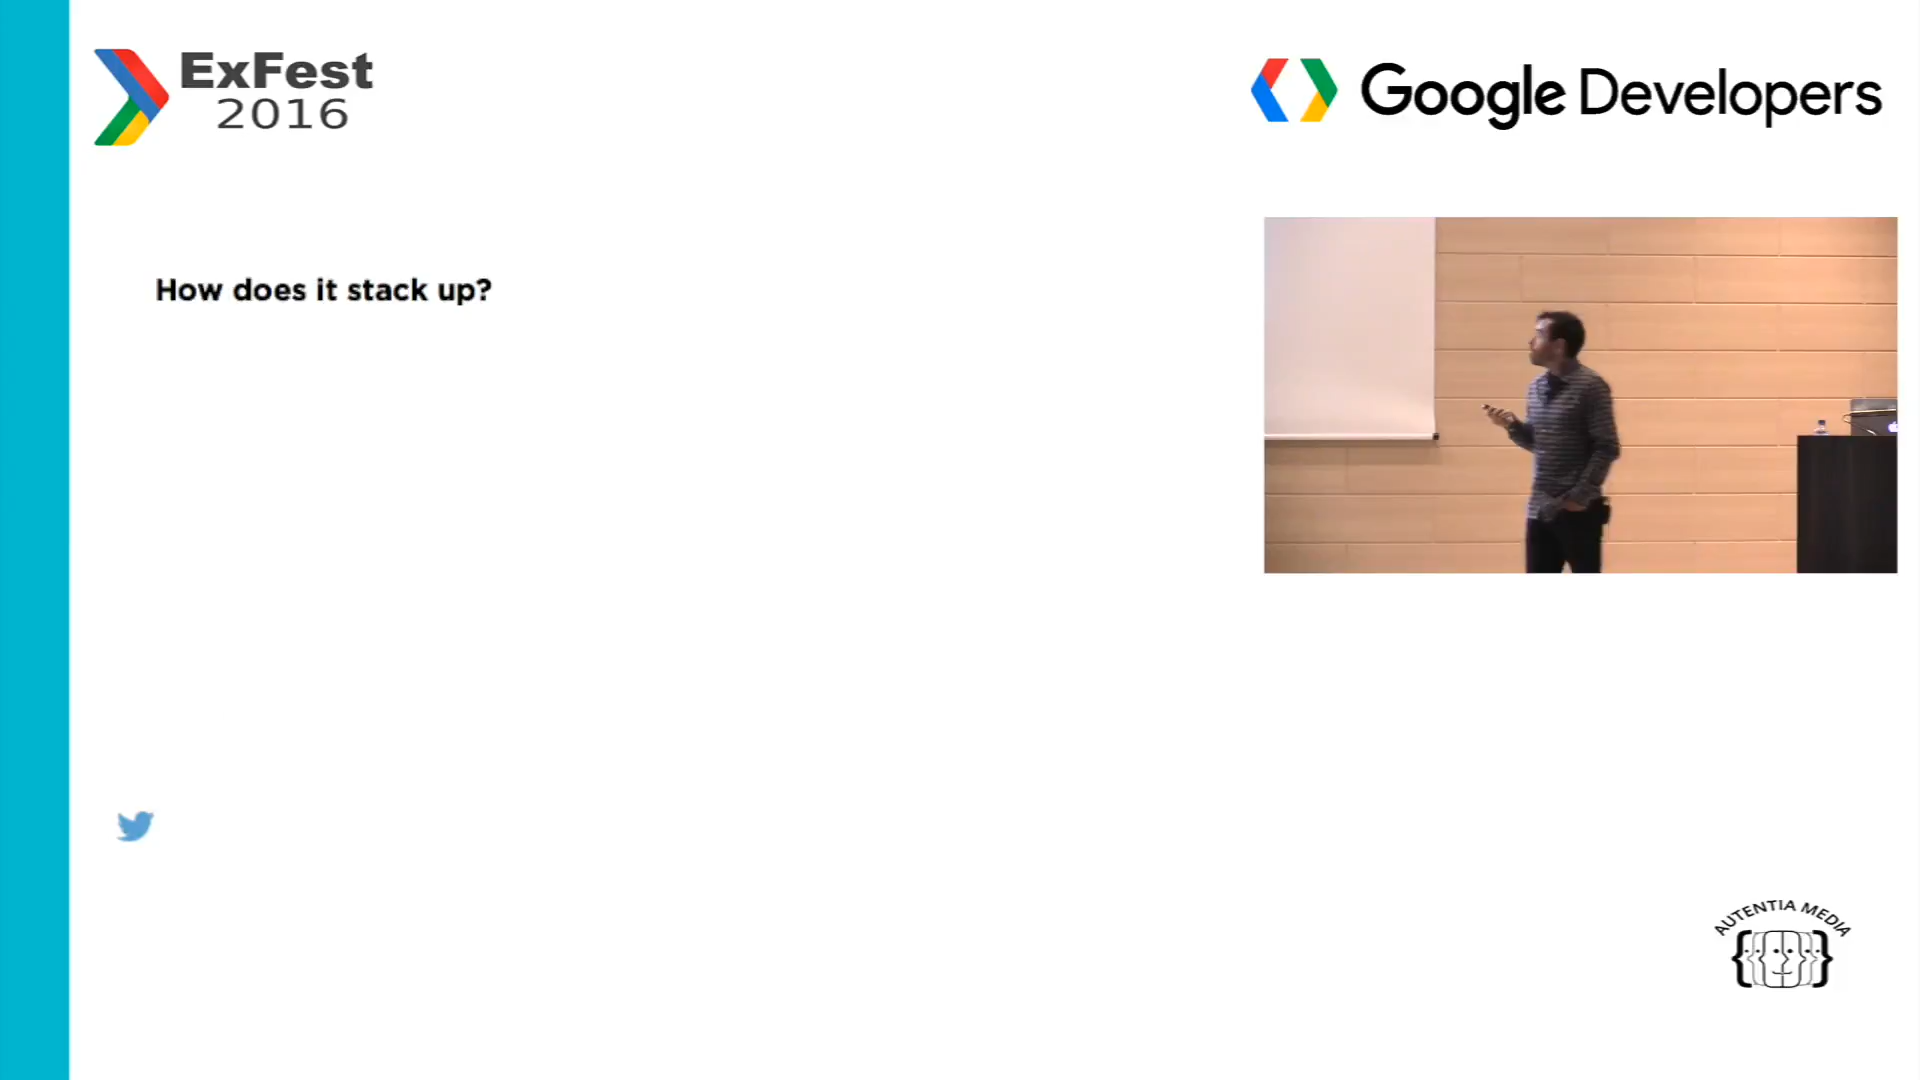 ExFest
2016
Google Developers
How does it stack up?
AUTENTIA MEDIA